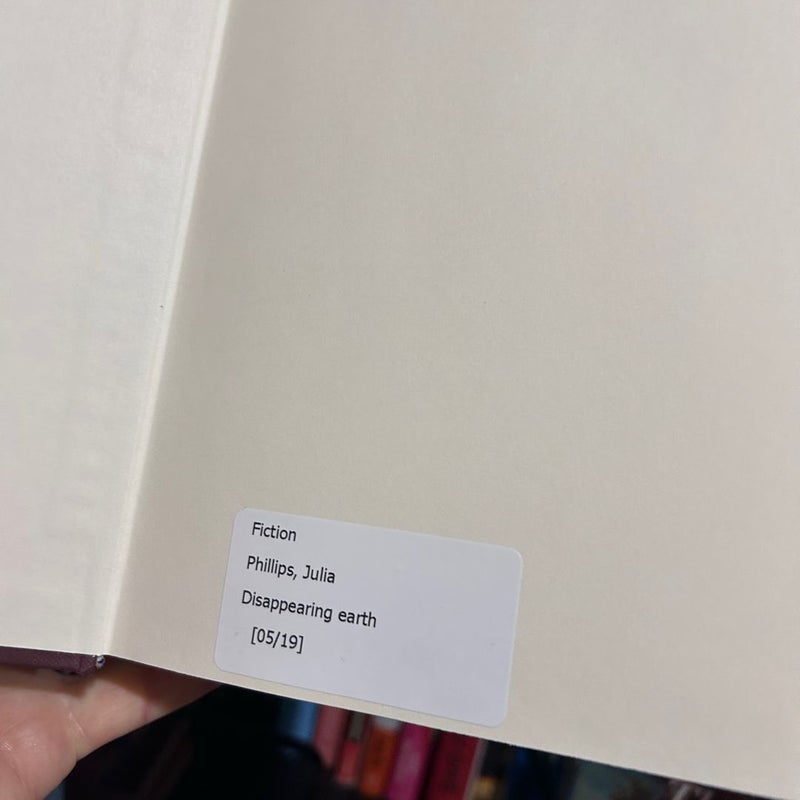 Fiction
Phillips, Julia
Disappearing earth
[05/19]